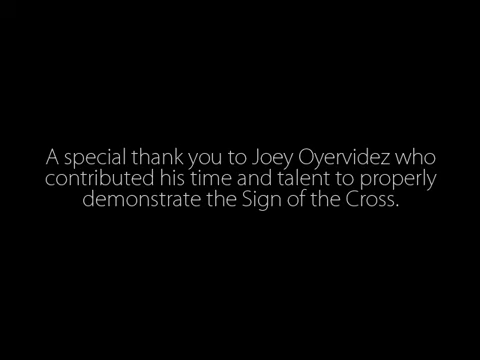 A special thank you to Joey Oyervidez who
contributed his time and talent to properly
demonstrate the Sign of the Cross.